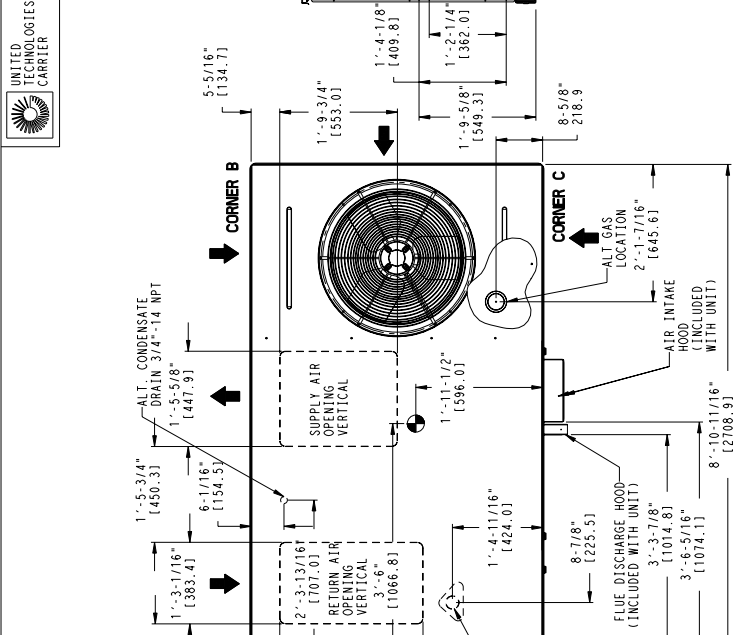 UNITED
TECHNOLOGIES
CARRIER
5-5/16"
[134.7]
1'-9-3/4"
[553.0]
1'-4-1/8"
[409.8]
1'-2-1/4"
[362.0]
1'-9-5/8"
[549.3]
8-5/8"
218.9
CORNER B
CORNER C
ALT GAS
LOCATION
2'-1-7/16"
[645.6]
ALT. CONDENSATE
DRAIN 3/4"-14 NPT
1'-5-5/8"
[447.9]
SUPPLY AIR
OPENING
VERTICAL
1'-11-1/2"
[596.0]
AIR INTAKE
HOOD
(INCLUDED
WITH UNIT)
8'-10-11/16"
[2708.9]
1'-5-3/4"
[450.3]
6-1/16"
[154.5]
1'-3-1/16"
[383.4]
2'-3-13/16"
[707.0]
RETURN AIR
OPENING
VERTICAL
3'-6"
[1066.8]
1'-4-11/16"
[424.0]
8-7/8"
[225.5]
FLUE DISCHARGE HOOD
(INCLUDED WITH UNIT)
3'-3-7/8"
[1014.8]
3'-6-5/16"
[1074.1]